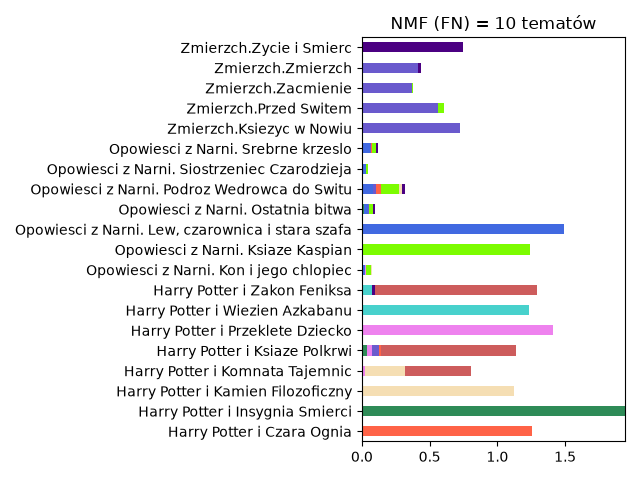 NMF (FN) = 10 tematów
Zmierzch.Zycie i Smierc
Zmierzch.Zmierzch
Zmierzch.Zacmienie
Zmierzch.Przed Switem
Zmierzch.Ksiezyc w Nowiu
Opowiesci z Narni. Srebrne krzeslo
Opowiesci z Narni. Siostrzeniec Czarodzieja
Opowiesci z Narni. Podroz Wedrowca do Switu
Opowiesci z Narni. Ostatnia bitwa
Opowiesci z Narni. Lew, czarownica i stara szafa
Opowiesci z Narni. Ksiaze Kaspian
Opowiesci z Narni. Kon i jego chlopiec
Harry Potter i Zakon Feniksa
Harry Potter i Wiezien Azkabanu
Harry Potter i Przeklete Dziecko
Harry Potter i Ksiaze Polkrwi
Harry Potter i Komnata Tajemnic
Harry Potter i Kamien Filozoficzny
Harry Potter i Insygnia Smierci
Harry Potter i Czara Ognia
0.0 0.5 1.0 1.5